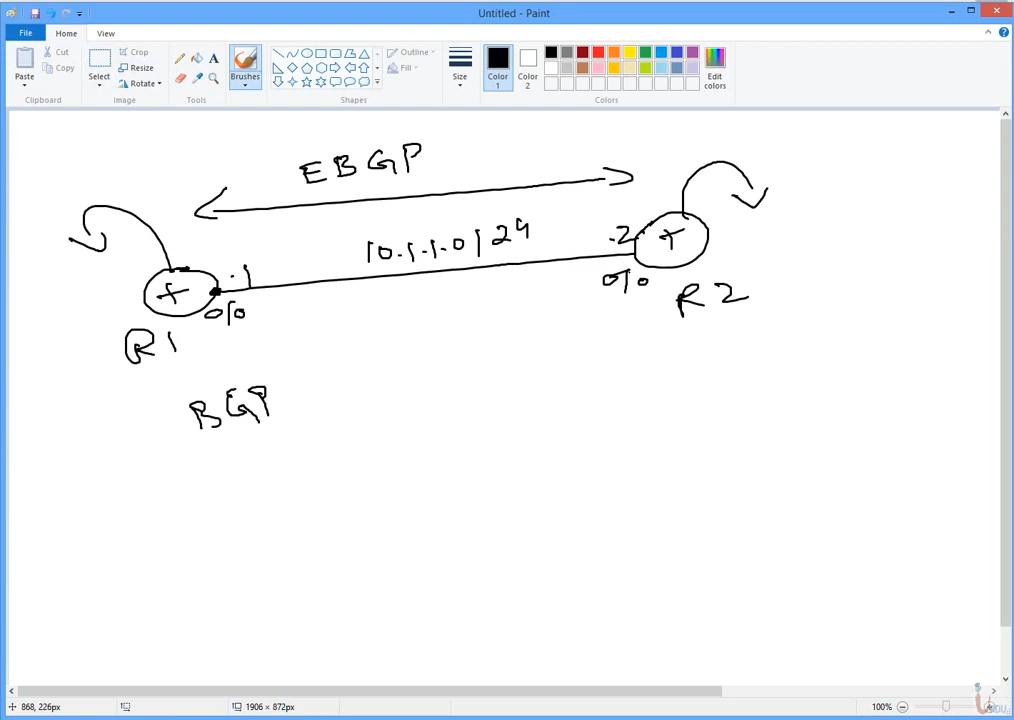 Untitled - Paint
File Home View
Cut
Copy
Paste
Clipboard
Crop
Resize
Rotate
Select
Image
Tools
Brushes
Outline
Fill
Shapes
Size
Color 1
Color 2
Edit colors
Colors
EBGP
10.1.1.0/24
.1
.2
0/0
0/0
R1
R2
BGP
868, 226px
1906 × 872px
100%